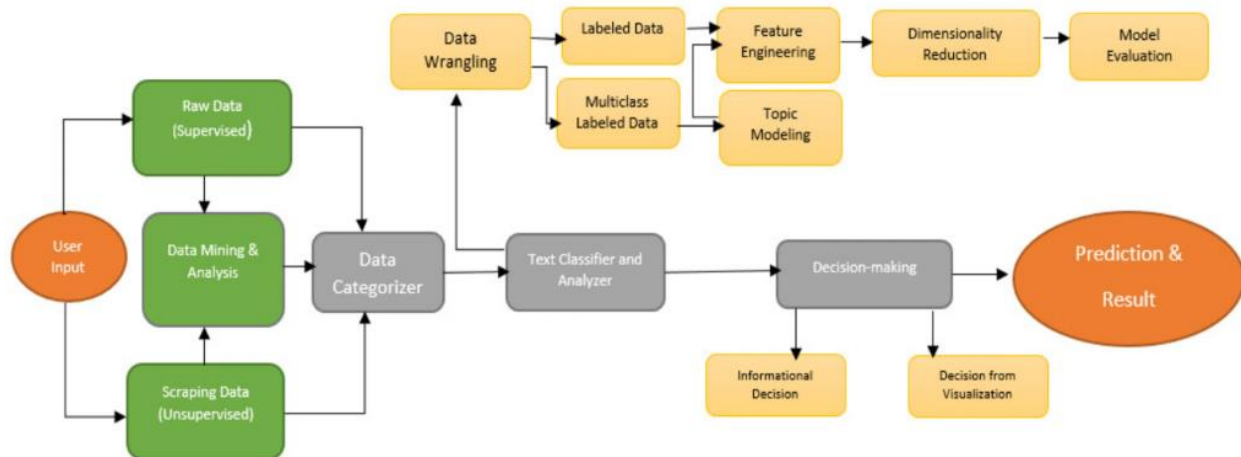 Data
Wrangling
Labeled Data
Feature
Engineering
Dimensionality
Reduction
Model
Evaluation
Multiclass
Labeled Data
Topic
Modeling
Raw Data
(Supervised)
User
Input
Data Mining &
Analysis
Data
Categorizer
Text Classifier and
Analyzer
Decision-making
Prediction &
Result
Scraping Data
(Unsupervised)
Informational
Decision
Decision from
Visualization